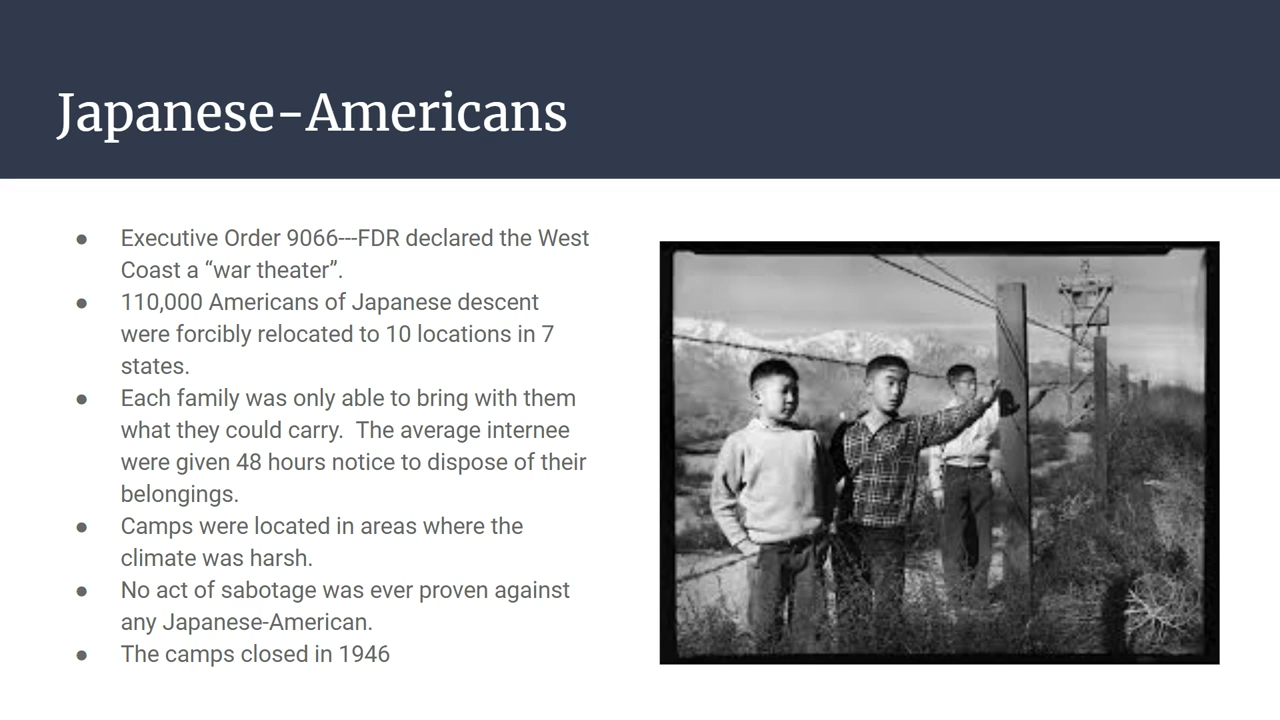 Japanese-Americans
● Executive Order 9066---FDR declared the West
Coast a “war theater”.
● 110,000 Americans of Japanese descent
were forcibly relocated to 10 locations in 7
states.
● Each family was only able to bring with them
what they could carry.  The average internee
were given 48 hours notice to dispose of their
belongings.
● Camps were located in areas where the
climate was harsh.
● No act of sabotage was ever proven against
any Japanese-American.
● The camps closed in 1946